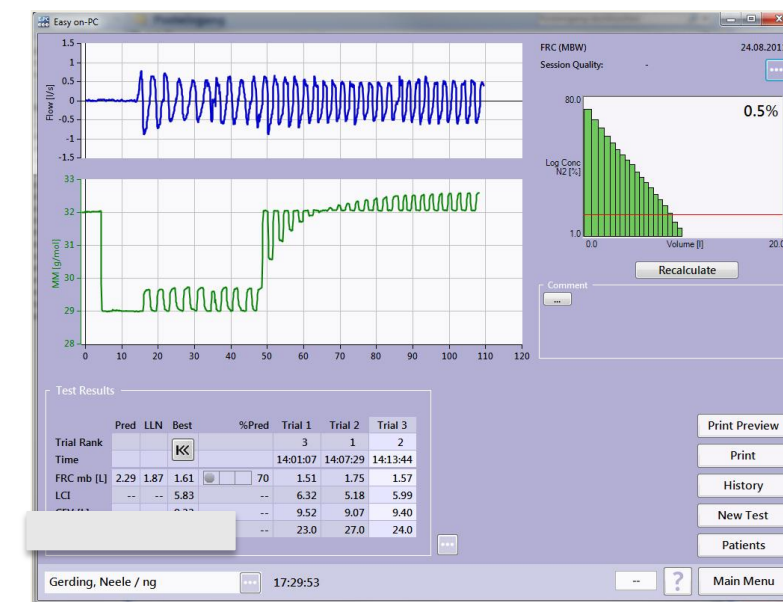 Easy on-PC
FRC (MBW) 24.08.201
Session Quality: -
Flow [l/s]
1.5
1
0.5
0
-0.5
-1
-1.5
MM [g/mol]
33
32
31
30
29
28
0 10 20 30 40 50 60 70 80 90 100 110 120
80.0
0.5%
Log Conc
N2 [%]
1.0
0.0 Volume [l] 20.0
Recalculate
Comment
...
Test Results
Pred LLN Best %Pred Trial 1 Trial 2 Trial 3
Trial Rank 3 1 2
Time 14:01:07 14:07:29 14:13:44
FRC mb [L] 2.29 1.87 1.61 70 1.51 1.75 1.57
LCI -- -- 5.83 -- 6.32 5.18 5.99
-- 9.52 9.07 9.40
-- 23.0 27.0 24.0
Print Preview
Print
History
New Test
Patients
Gerding, Neele / ng ... 17:29:53 -- ? Main Menu